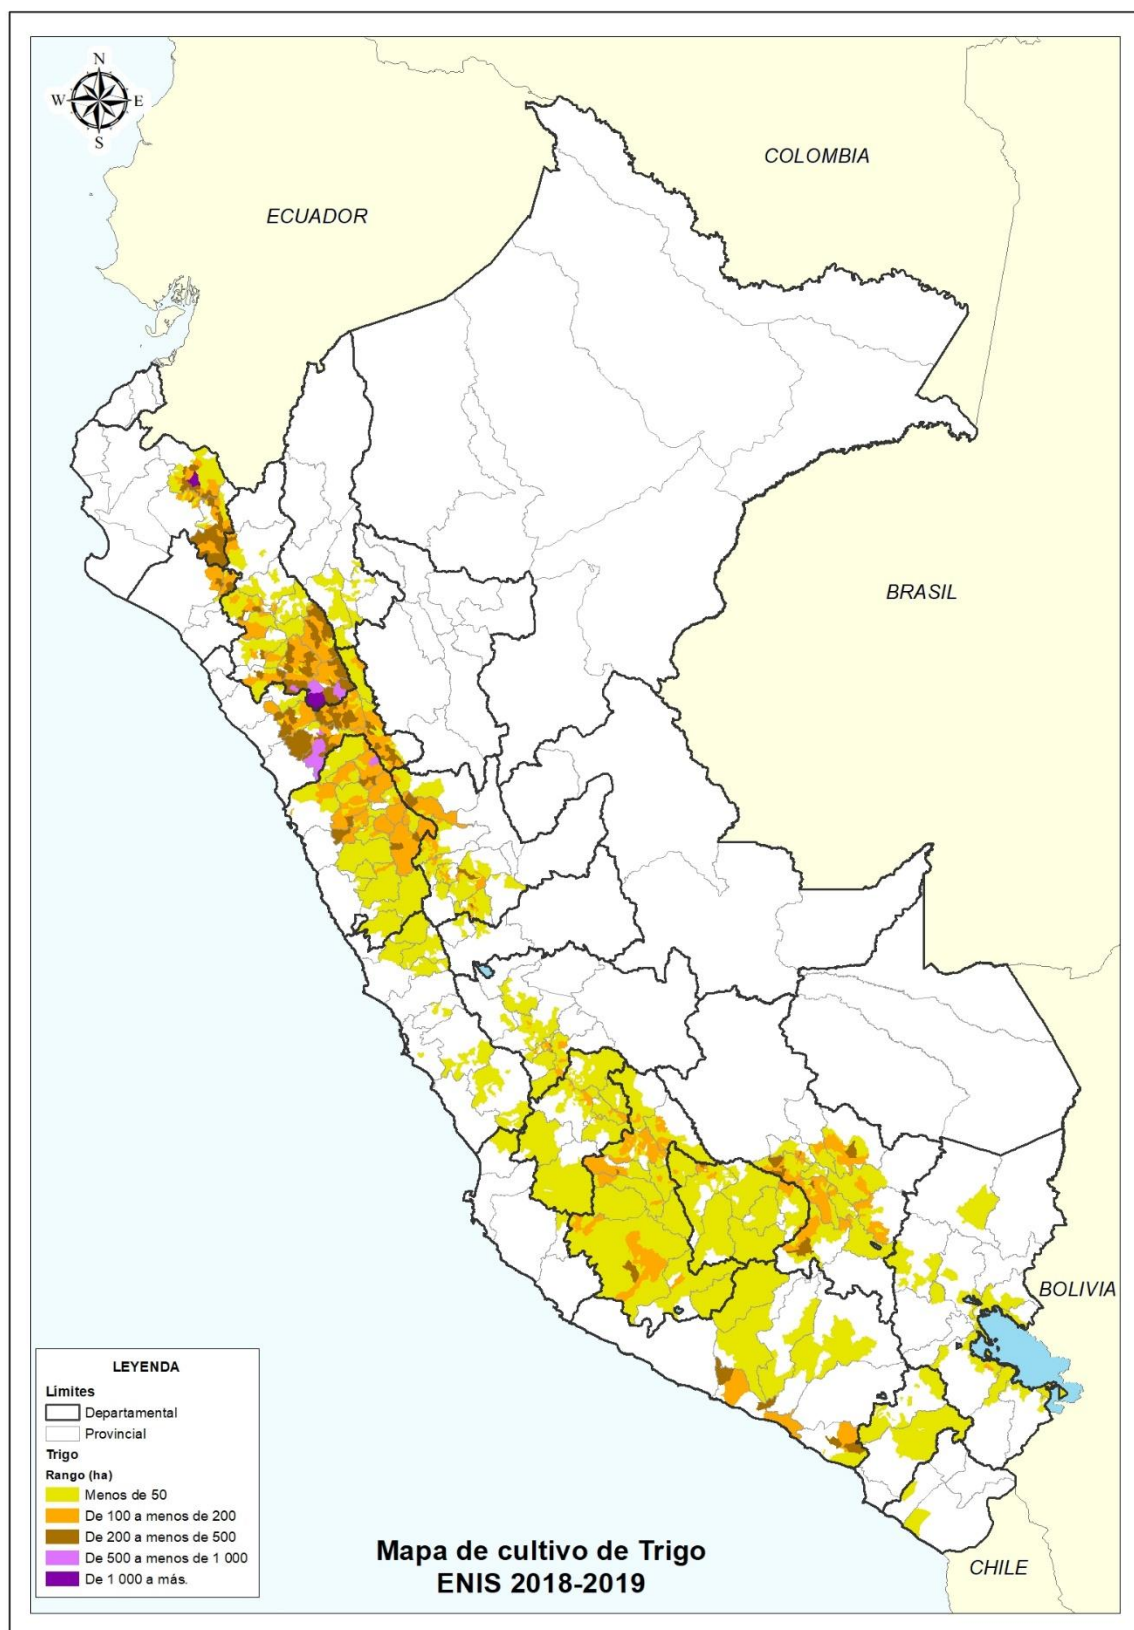 N
W
E
S
COLOMBIA
ECUADOR
BRASIL
BOLIVIA
CHILE
LEYENDA
Límites
Departamental
Provincial
Trigo
Rango (ha)
Menos de 50
De 100 a menos de 200
De 200 a menos de 500
De 500 a menos de 1 000
De 1 000 a más.
Mapa de cultivo de Trigo
ENIS 2018-2019